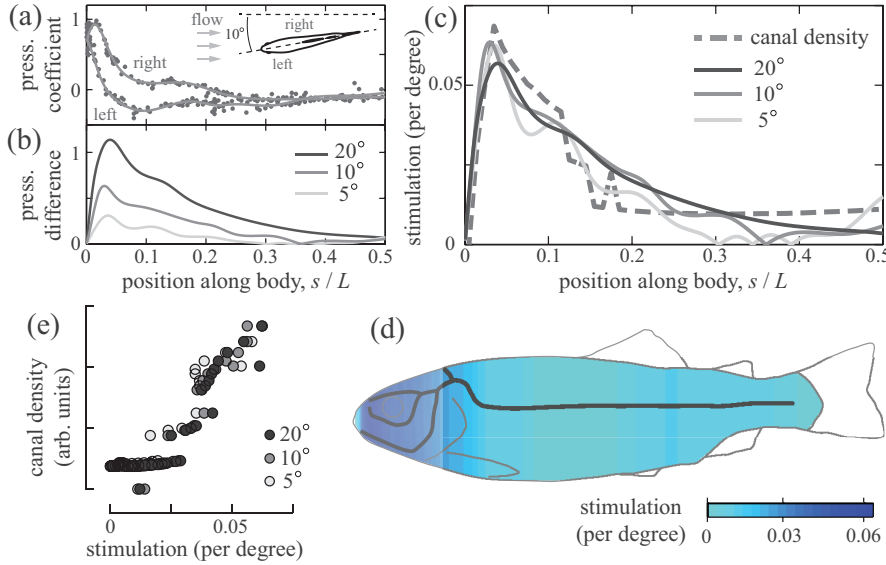 (a)
press.
coefficient
1
0
flow
10°
right
left
right
left
(b)
press.
difference
1
0
20°
10°
5°
0 0.1 0.2 0.3 0.4 0.5
position along body, s / L
(c)
stimulation (per degree)
0.05
0
canal density
20°
10°
5°
0 0.1 0.2 0.3 0.4 0.5
position along body, s / L
(e)
canal density
(arb. units)
20°
10°
5°
0 0.05
stimulation (per degree)
(d)
stimulation
(per degree)
0 0.03 0.06